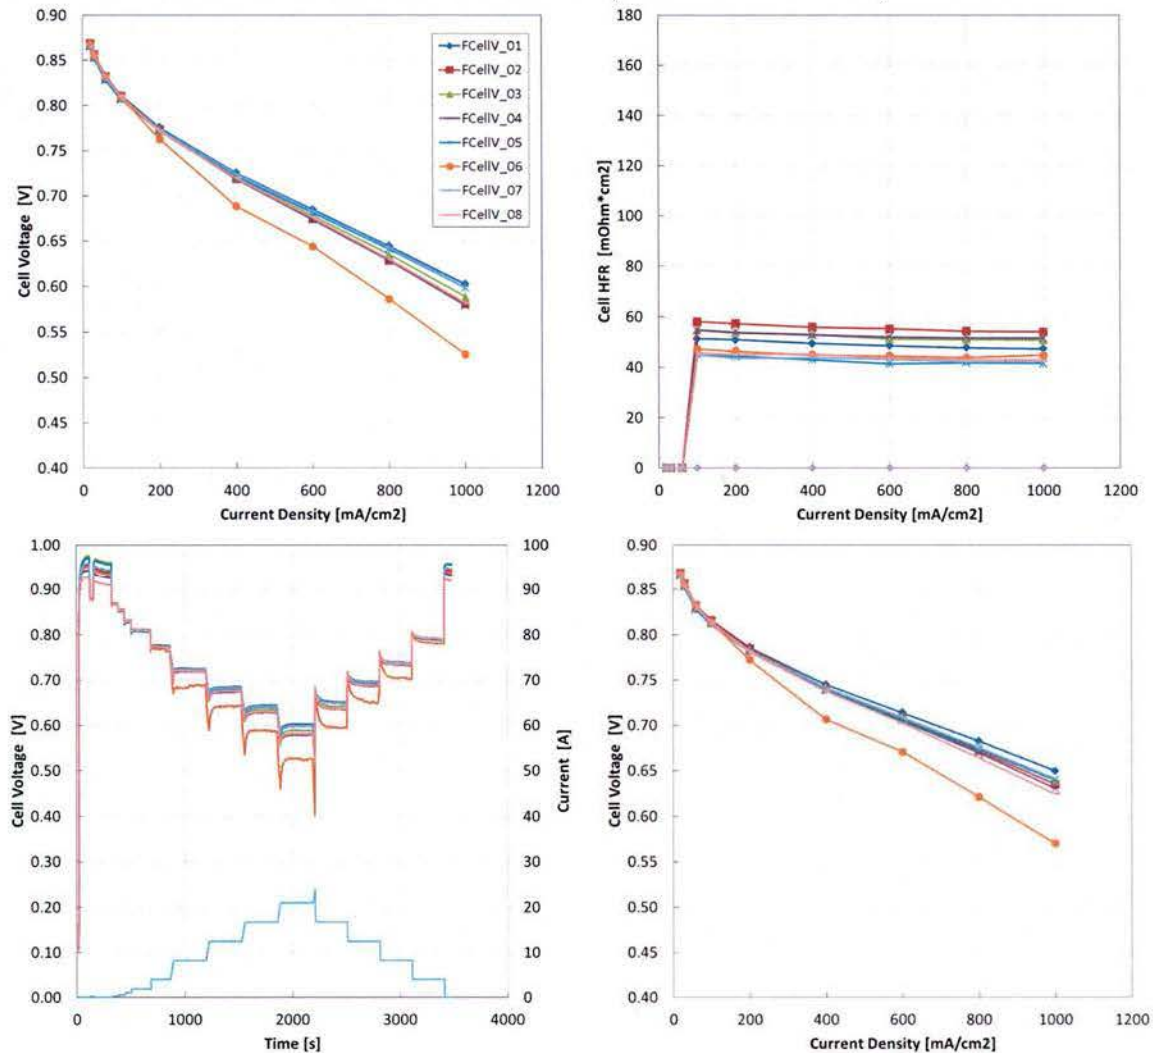 0.90
0.85
0.80
0.75
0.70
0.65
0.60
0.55
0.50
0.45
0.40
Cell Voltage [V]
0 200 400 600 800 1000 1200
Current Density [mA/cm2]
FCellV_01
FCellV_02
FCellV_03
FCellV_04
FCellV_05
FCellV_06
FCellV_07
FCellV_08
180
160
140
120
100
80
60
40
20
0
Cell HFR [mOhm*cm2]
0 200 400 600 800 1000 1200
Current Density [mA/cm2]
1.00
0.90
0.80
0.70
0.60
0.50
0.40
0.30
0.20
0.10
0.00
Cell Voltage [V]
0 1000 2000 3000 4000
Time [s]
100
90
80
70
60
50
40
30
20
10
0
Current [A]
0.90
0.85
0.80
0.75
0.70
0.65
0.60
0.55
0.50
0.45
0.40
Cell Voltage [V]
0 200 400 600 800 1000 1200
Current Density [mA/cm2]